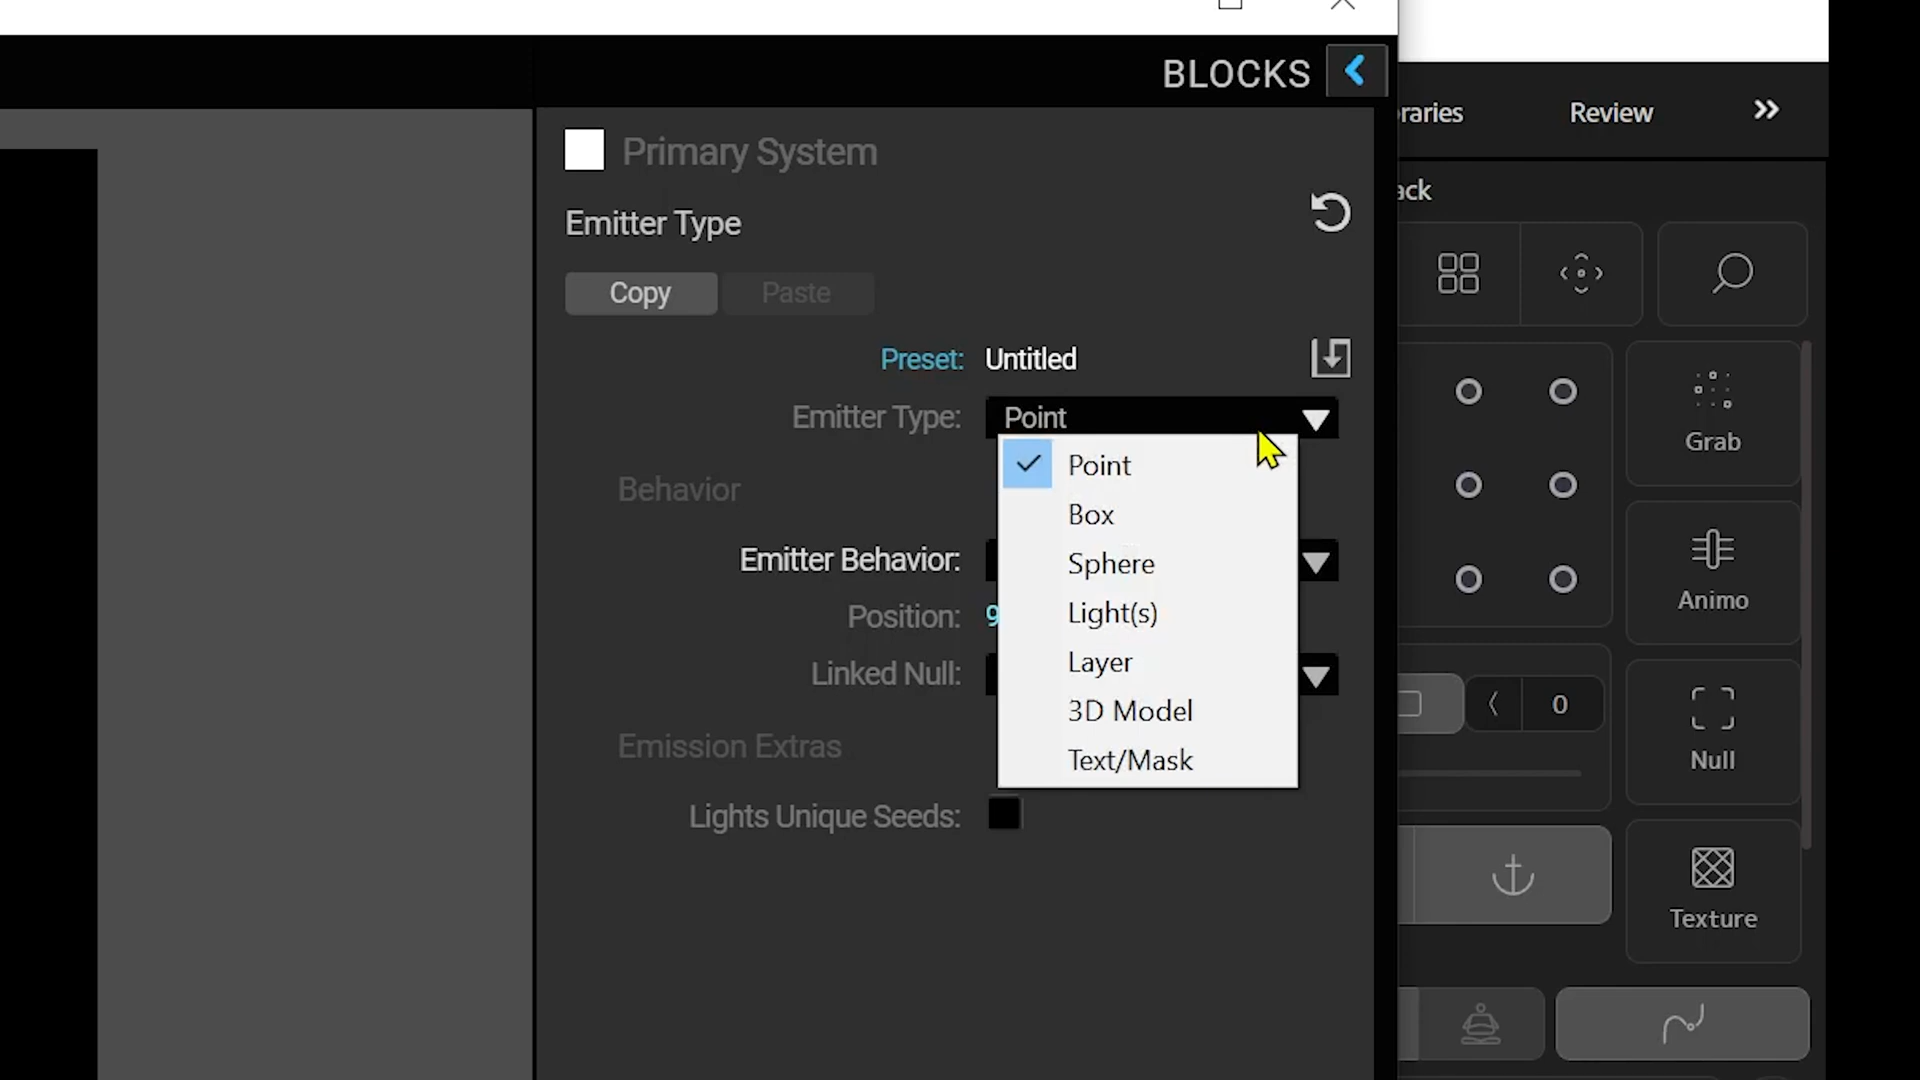 BLOCKS
Primary System
Emitter Type
Copy
Paste
Preset: Untitled
Emitter Type: Point
Point
Box
Sphere
Light(s)
Layer
3D Model
Text/Mask
Behavior
Emitter Behavior:
Position: 9
Linked Null:
Emission Extras
Lights Unique Seeds:
raries
Review
ack
Grab
Animo
0
Null
Texture